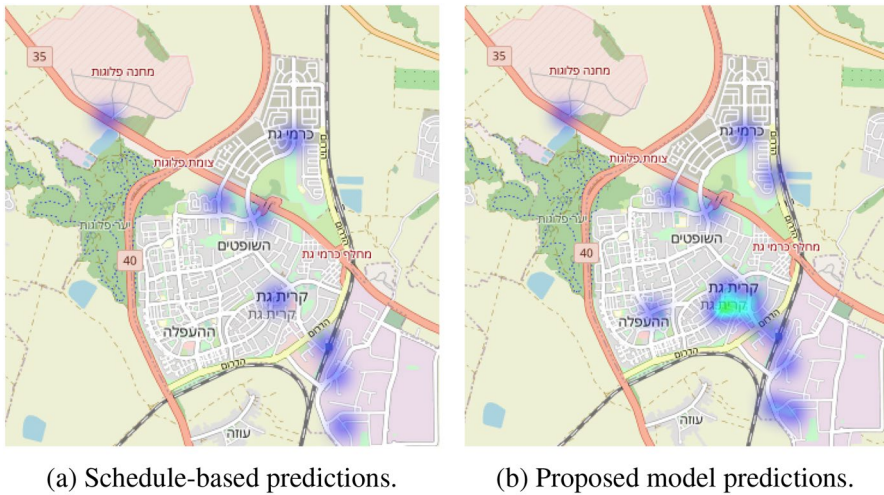 35
מחנה פלוגות
כרמי גת
צומת פלוגות
יער פלוגות
הדרום
השופטים
מחלף כרמי גת
הדרום
40
קרית גת
קרית גת
ההעפלה
הדרום
עוזה
35
מחנה פלוגות
כרמי גת
צומת פלוגות
יער פלוגות
הדרום
השופטים
מחלף כרמי גת
הדרום
40
קרית גת
קרית גת
ההעפלה
הדרום
עוזה
(a) Schedule-based predictions.
(b) Proposed model predictions.